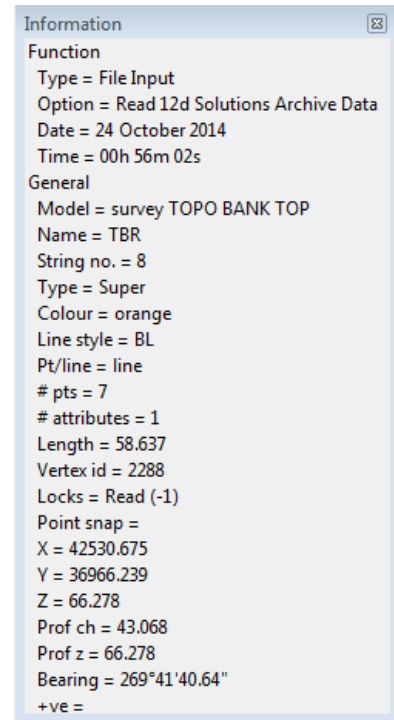 Information
Function
Type = File Input
Option = Read 12d Solutions Archive Data
Date = 24 October 2014
Time = 00h 56m 02s
General
Model = survey TOPO BANK TOP
Name = TBR
String no. = 8
Type = Super
Colour = orange
Line style = BL
Pt/line = line
# pts = 7
# attributes = 1
Length = 58.637
Vertex id = 2288
Locks = Read (-1)
Point snap =
X = 42530.675
Y = 36966.239
Z = 66.278
Prof ch = 43.068
Prof z = 66.278
Bearing = 269°41'40.64"
+ve =